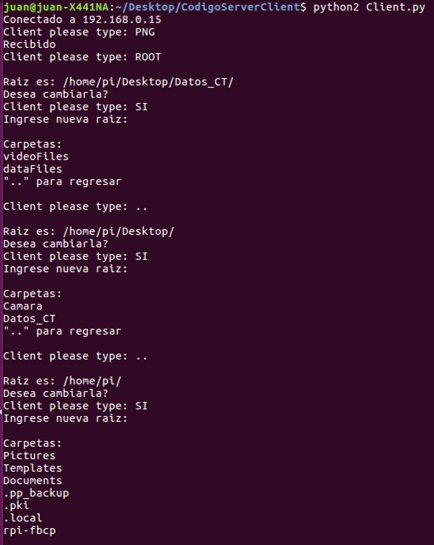 juan@juan-X441NA:~/Desktop/CodigoServerClient$ python2 Client.py
Conectado a 192.168.0.15
Client please type: PNG
Recibido
Client please type: ROOT
Raiz es: /home/pi/Desktop/Datos_CT/
Desea cambiarla?
Client please type: SI
Ingrese nueva raiz:
Carpetas:
videoFiles
dataFiles
".." para regresar
Client please type: ..
Raiz es: /home/pi/Desktop/
Desea cambiarla?
Client please type: SI
Ingrese nueva raiz:
Carpetas:
Camara
Datos_CT
".." para regresar
Client please type: ..
Raiz es: /home/pi/
Desea cambiarla?
Client please type: SI
Ingrese nueva raiz:
Carpetas:
Pictures
Templates
Documents
.pp_backup
.pki
.local
rpi-fbcp